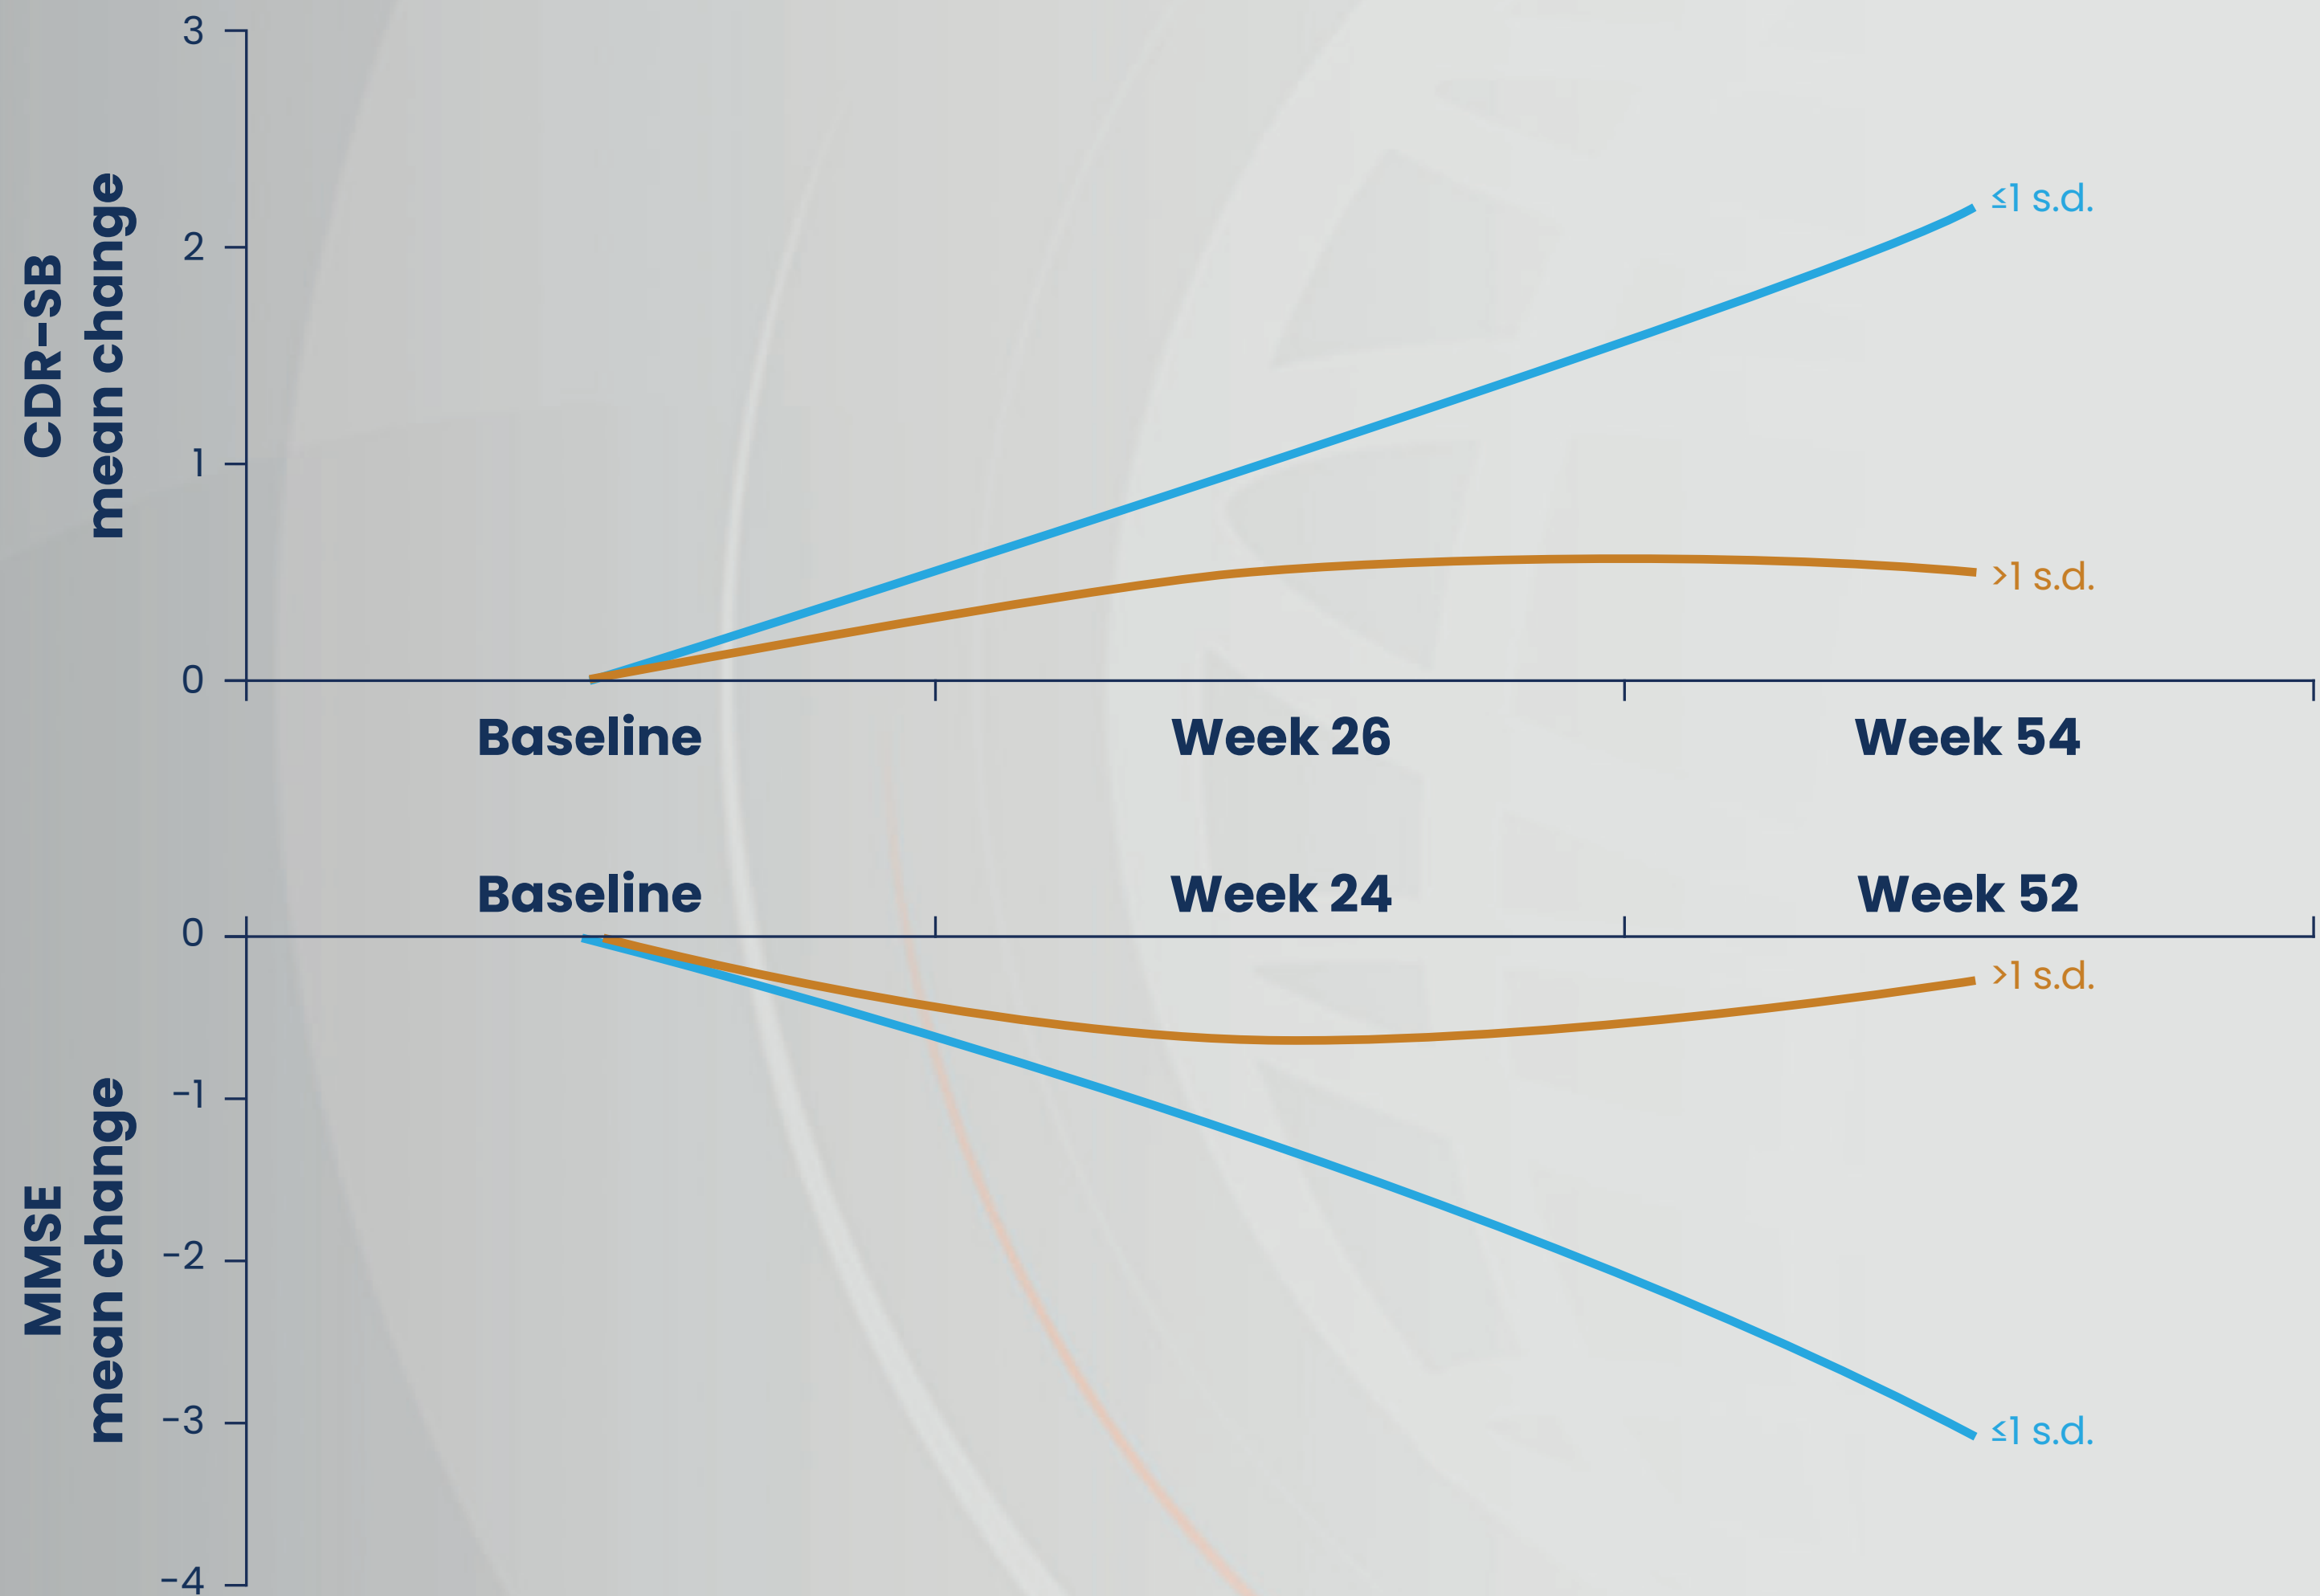 CDR-SB
mean change
3
2
1
0
≤1 s.d.
>1 s.d.
Baseline Week 26 Week 54
Baseline Week 24 Week 52
MMSE
mean change
0
-1
-2
-3
-4
>1 s.d.
≤1 s.d.